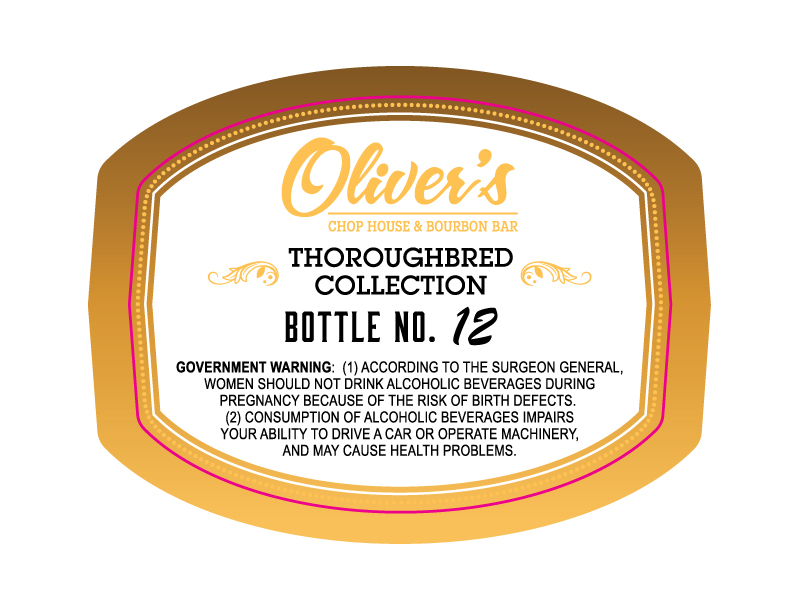 Oliver's
CHOP HOUSE & BOURBON BAR
THOROUGHBRED
COLLECTION
BOTTLE NO. 12
GOVERNMENT WARNING: (1) ACCORDING TO THE SURGEON GENERAL,
WOMEN SHOULD NOT DRINK ALCOHOLIC BEVERAGES DURING
PREGNANCY BECAUSE OF THE RISK OF BIRTH DEFECTS.
(2) CONSUMPTION OF ALCOHOLIC BEVERAGES IMPAIRS
YOUR ABILITY TO DRIVE A CAR OR OPERATE MACHINERY,
AND MAY CAUSE HEALTH PROBLEMS.